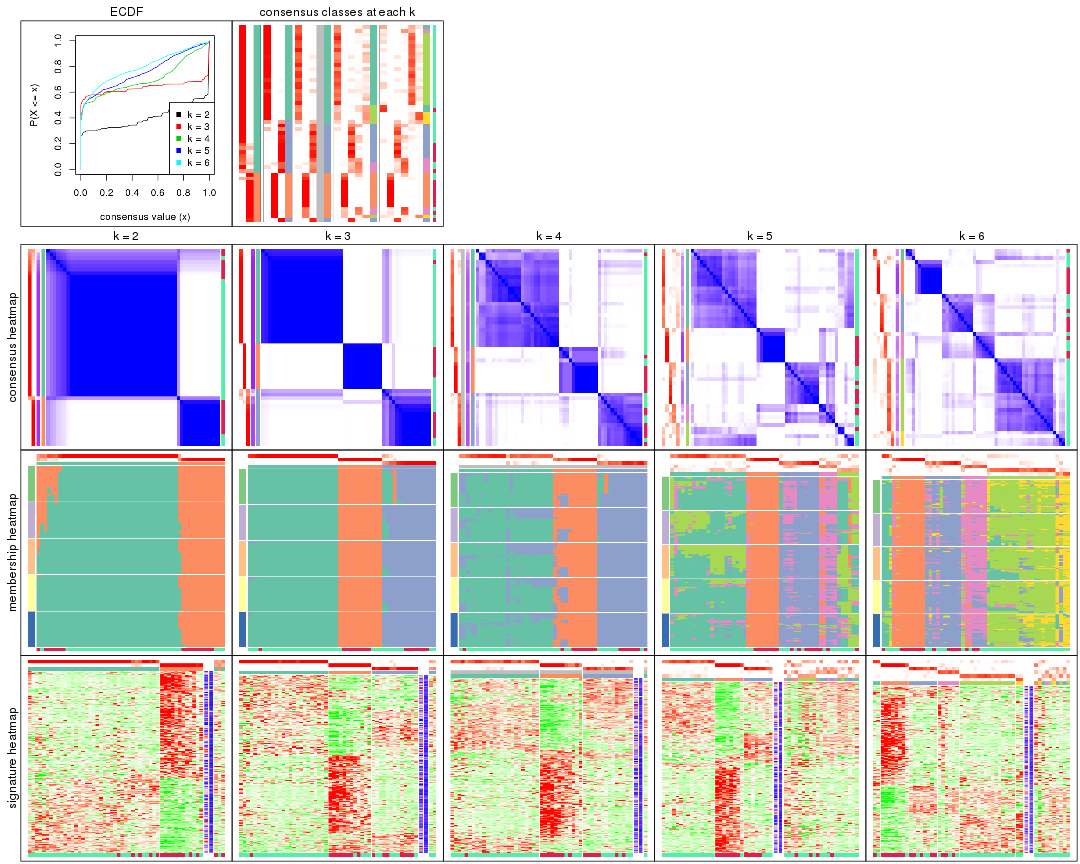 ECDF
consensus classes at each k
P(X <= x)
0.0 0.2 0.4 0.6 0.8 1.0
k = 2
k = 3
k = 4
k = 5
k = 6
0.0 0.2 0.4 0.6 0.8 1.0
consensus value (x)
k = 2
k = 3
k = 4
k = 5
k = 6
consensus heatmap
membership heatmap
signature heatmap